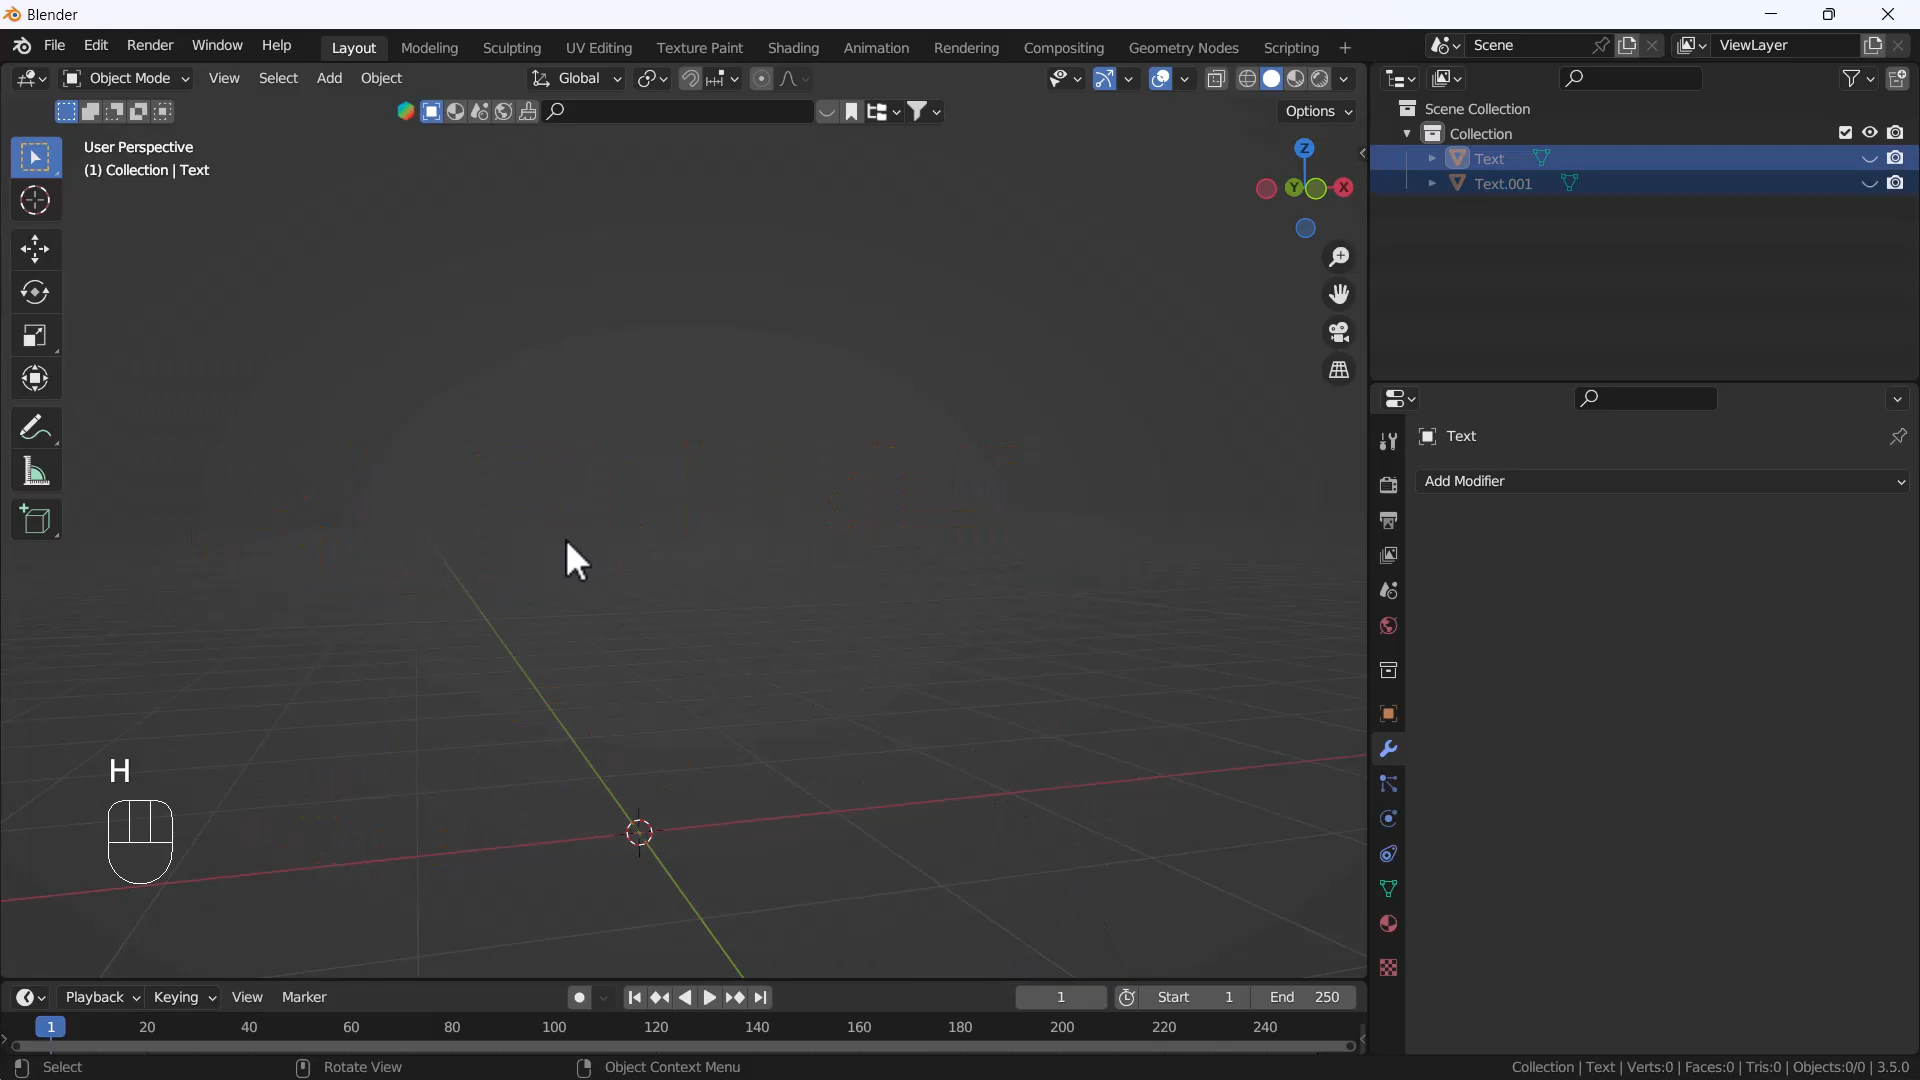 Blender
File Edit Render Window Help Layout Modeling Sculpting UV Editing Texture Paint Shading Animation Rendering Compositing Geometry Nodes Scripting + Scene ViewLayer
Object Mode View Select Add Object Global
Options
User Perspective
(1) Collection | Text
Z
Y
X
Scene Collection
Collection
Text
Text.001
Text
Add Modifier
H
Playback Keying View Marker 1 Start 1 End 250
1 20 40 60 80 100 120 140 160 180 200 220 240
Select Rotate View Object Context Menu Collection | Text | Verts:0 | Faces:0 | Tris:0 | Objects:0/0 | 3.5.0